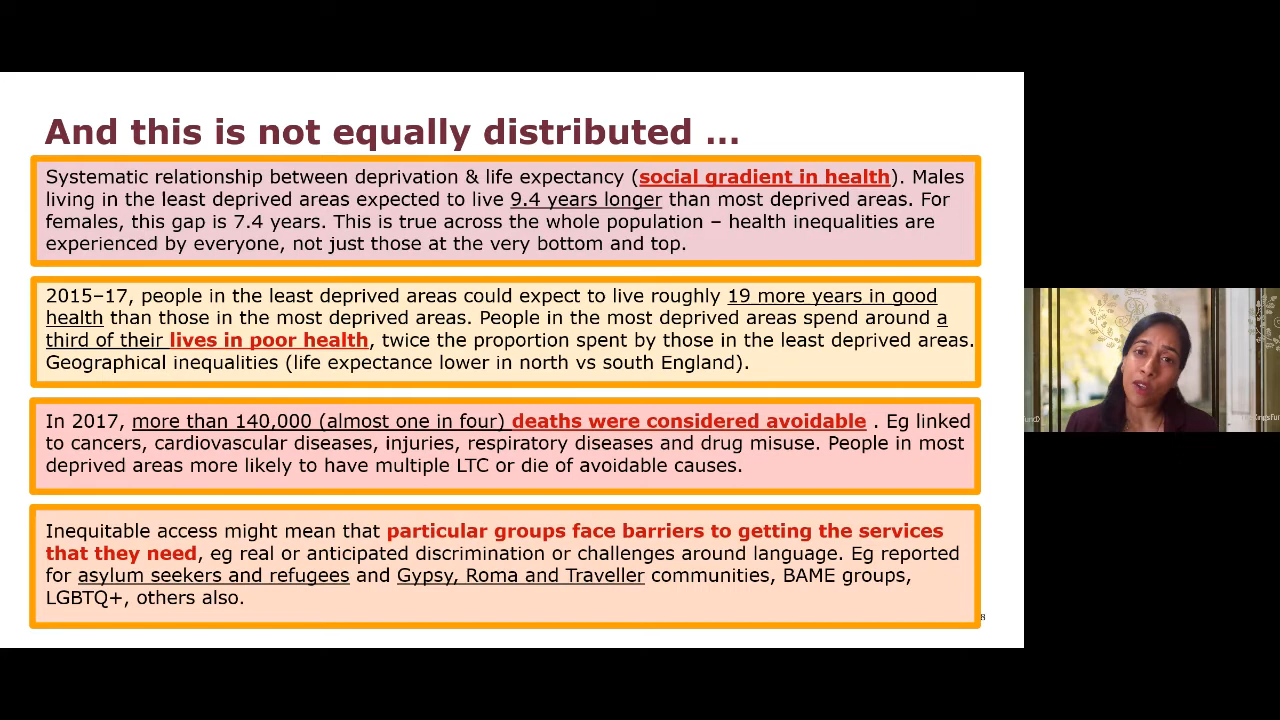 And this is not equally distributed …
Systematic relationship between deprivation & life expectancy (social gradient in health). Males
living in the least deprived areas expected to live 9.4 years longer than most deprived areas. For
females, this gap is 7.4 years. This is true across the whole population – health inequalities are
experienced by everyone, not just those at the very bottom and top.
2015–17, people in the least deprived areas could expect to live roughly 19 more years in good
health than those in the most deprived areas. People in the most deprived areas spend around a
third of their lives in poor health, twice the proportion spent by those in the least deprived areas.
Geographical inequalities (life expectance lower in north vs south England).
In 2017, more than 140,000 (almost one in four) deaths were considered avoidable . Eg linked
to cancers, cardiovascular diseases, injuries, respiratory diseases and drug misuse. People in most
deprived areas more likely to have multiple LTC or die of avoidable causes.
Inequitable access might mean that particular groups face barriers to getting the services
that they need, eg real or anticipated discrimination or challenges around language. Eg reported
for asylum seekers and refugees and Gypsy, Roma and Traveller communities, BAME groups,
LGBTQ+, others also.
8